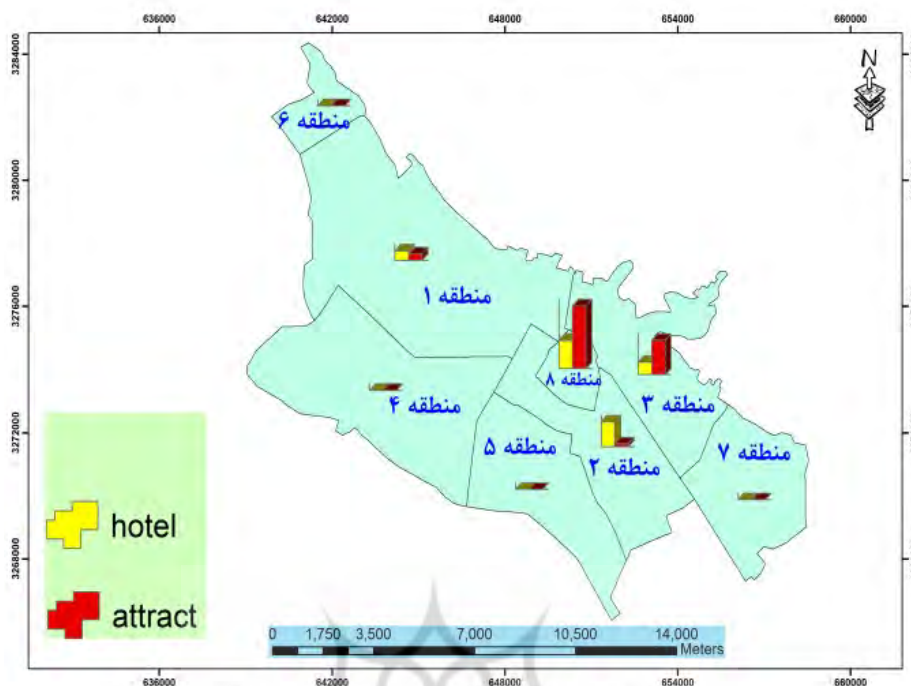 636000 642000 648000 654000 660000
3284000
3280000
3276000
3272000
3268000
N
منطقه ۶
منطقه ۱
منطقه ۸
منطقه ۳
منطقه ۴
منطقه ۵
منطقه ۲
منطقه ۷
hotel
attract
0 1,750 3,500 7,000 10,500 14,000
Meters
636000 642000 648000 654000 660000